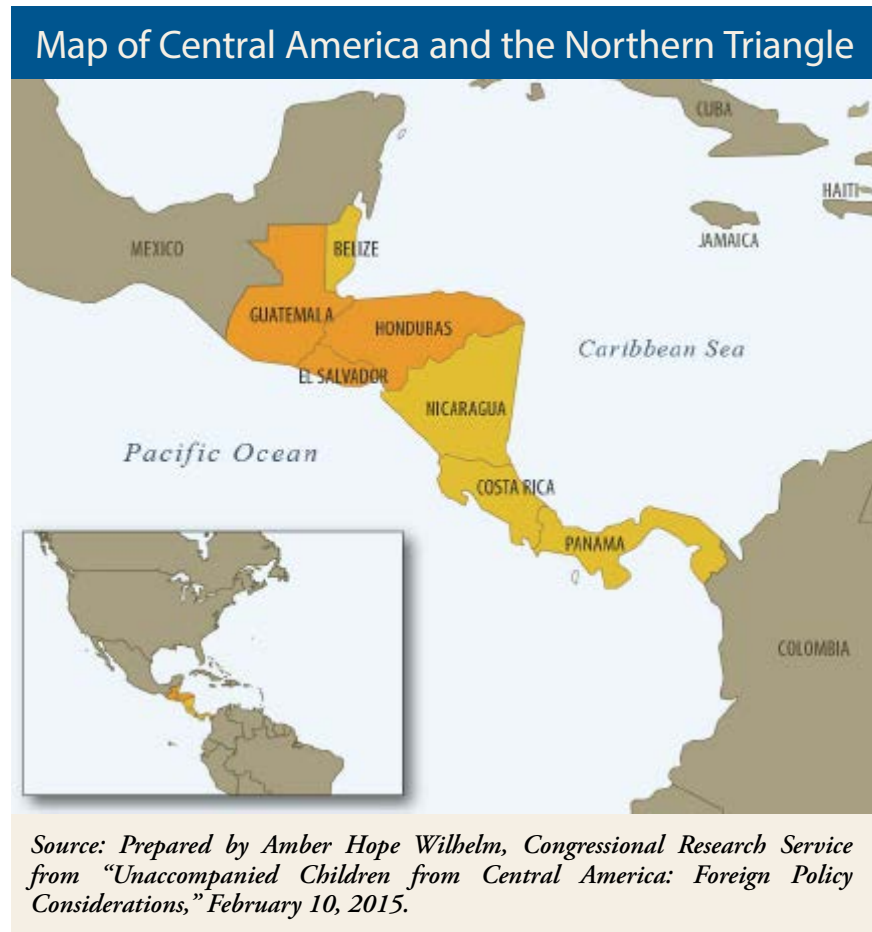 Map of Central America and the Northern Triangle
CUBA
HAITI
JAMAICA
MEXICO
BELIZE
GUATEMALA
HONDURAS
Caribbean Sea
EL SALVADOR
NICARAGUA
Pacific Ocean
COSTA RICA
PANAMA
COLOMBIA
Source: Prepared by Amber Hope Wilhelm, Congressional Research Service
from “Unaccompanied Children from Central America: Foreign Policy
Considerations,” February 10, 2015.